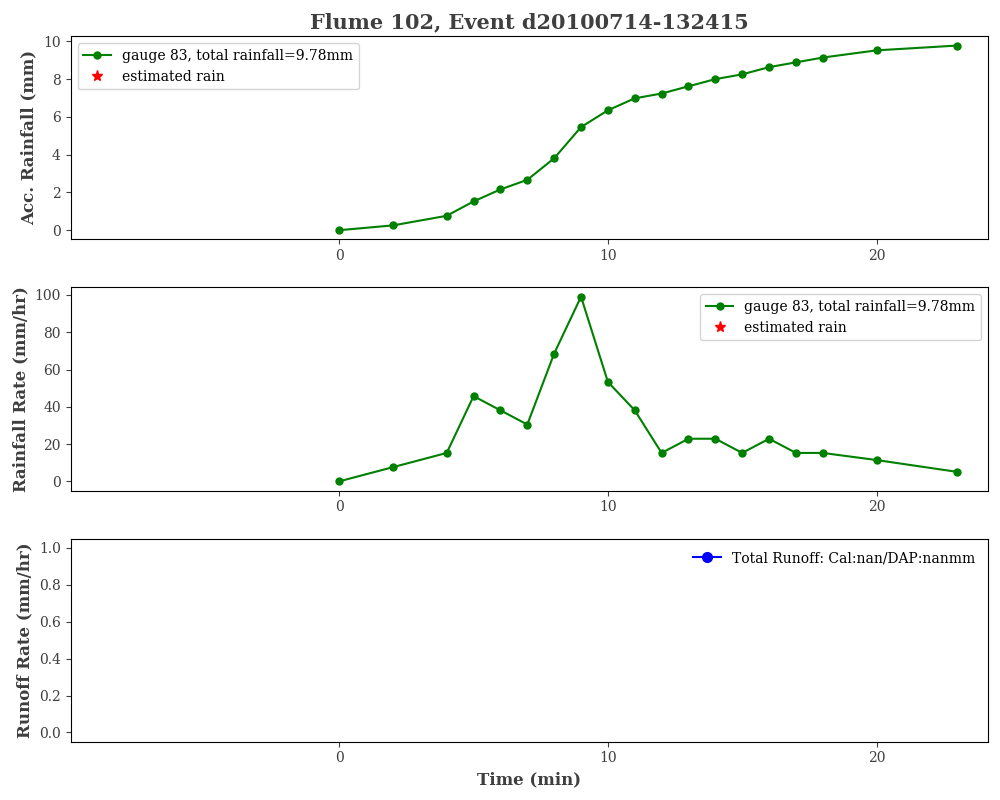 Flume 102, Event d20100714-132415
Acc. Rainfall (mm)
10
8
6
4
2
0
gauge 83, total rainfall=9.78mm
estimated rain
0 10 20
Rainfall Rate (mm/hr)
100
80
60
40
20
0
gauge 83, total rainfall=9.78mm
estimated rain
0 10 20
Runoff Rate (mm/hr)
1.0
0.8
0.6
0.4
0.2
0.0
Total Runoff: Cal:nan/DAP:nanmm
0 10 20
Time (min)